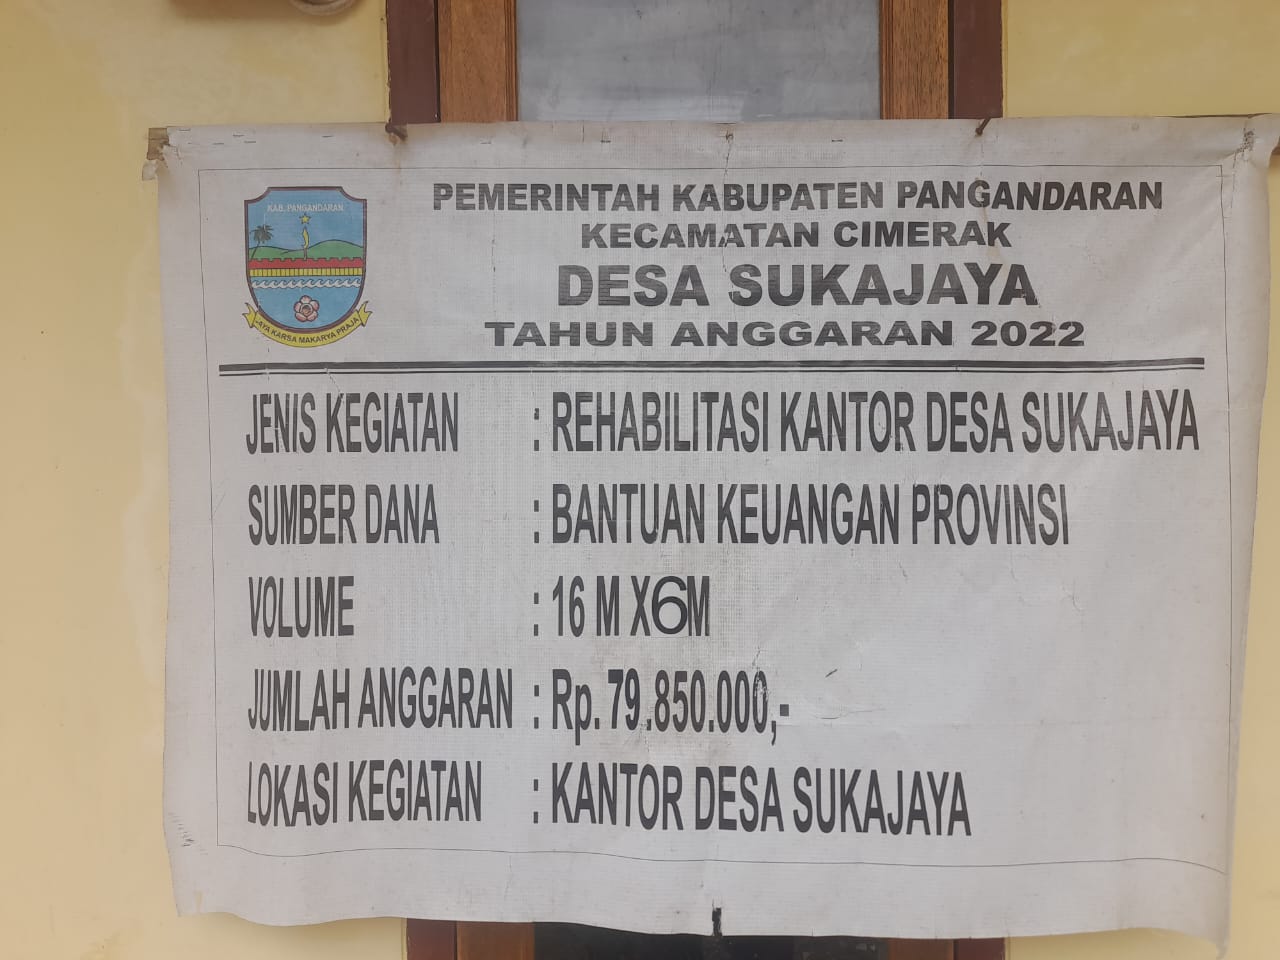 KAB. PANGANDARAN
JAYA KARSA MAKARYA PRAJA
PEMERINTAH KABUPATEN PANGANDARAN
KECAMATAN CIMERAK
DESA SUKAJAYA
TAHUN ANGGARAN 2022
JENIS KEGIATAN : REHABILITASI KANTOR DESA SUKAJAYA
SUMBER DANA : BANTUAN KEUANGAN PROVINSI
VOLUME : 16 M X6M
JUMLAH ANGGARAN : Rp. 79.850.000,-
LOKASI KEGIATAN : KANTOR DESA SUKAJAYA